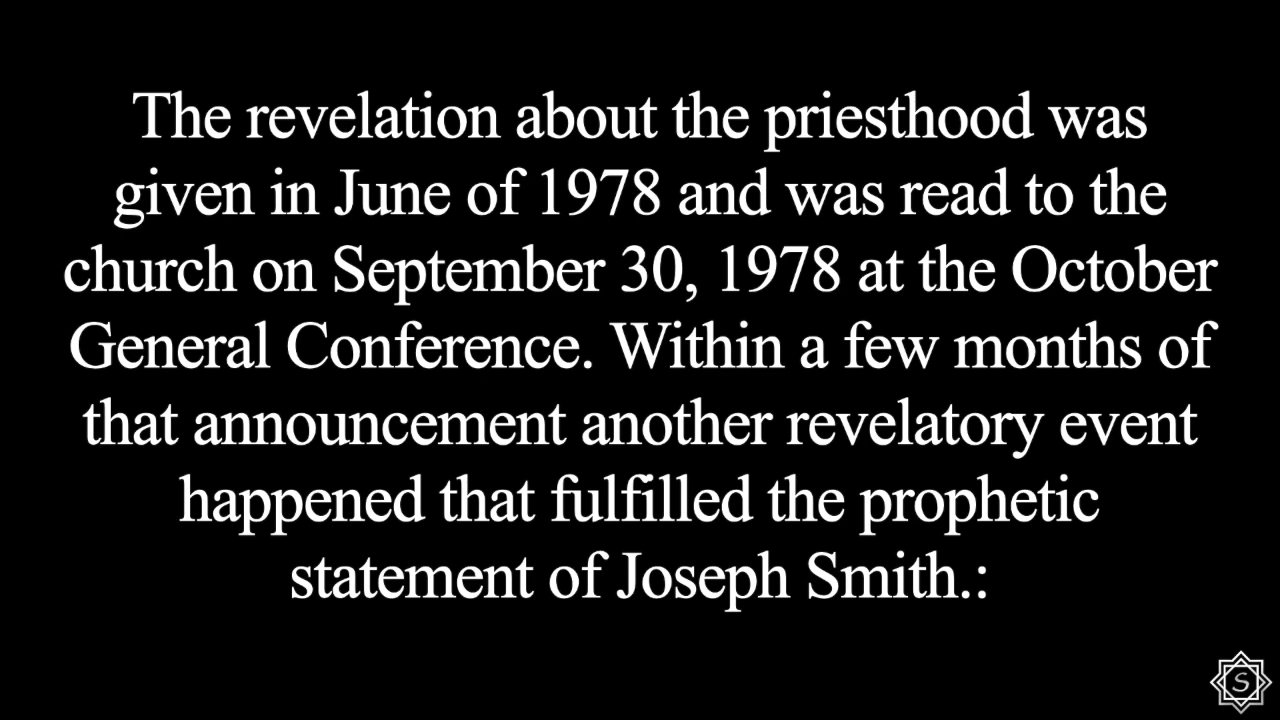 The revelation about the priesthood was
given in June of 1978 and was read to the
church on September 30, 1978 at the October
General Conference. Within a few months of
that announcement another revelatory event
happened that fulfilled the prophetic
statement of Joseph Smith.:
S